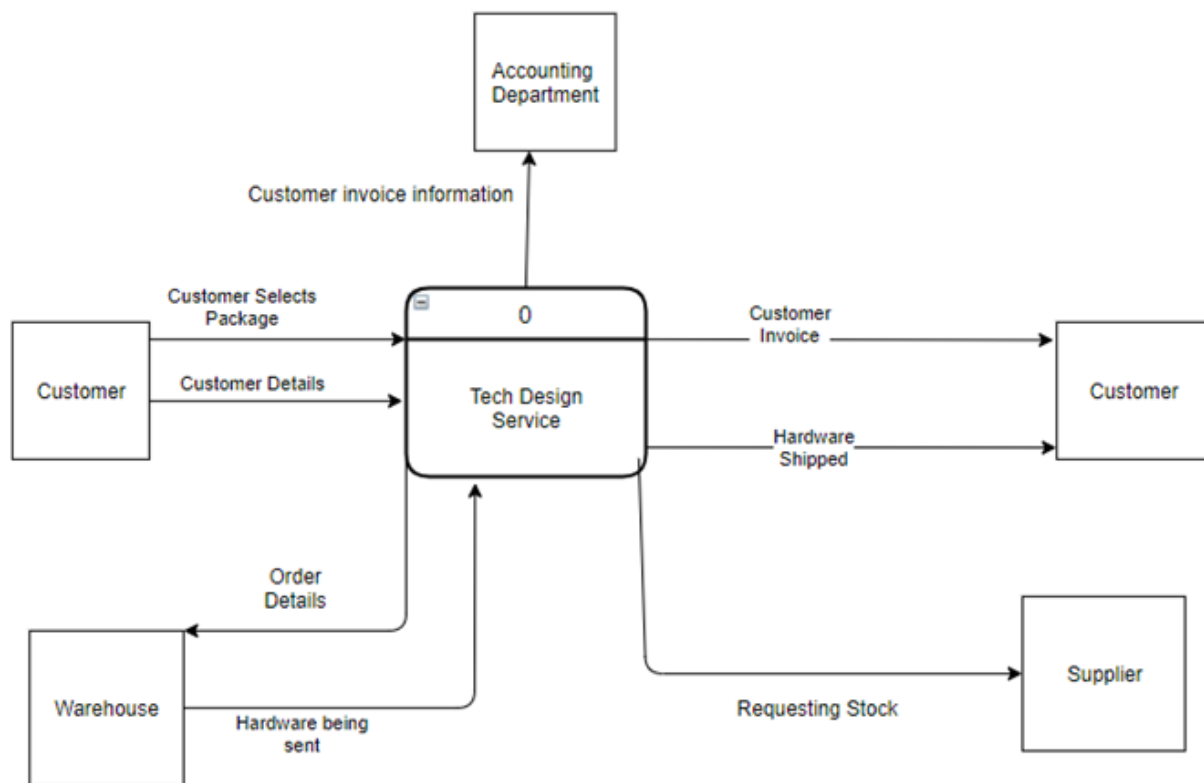 Accounting
Department
Customer invoice information
Customer Selects
Package
0
Customer
Invoice
Customer
Customer Details
Tech Design
Service
Customer
Hardware
Shipped
Order
Details
Warehouse
Hardware being
sent
Supplier
Requesting Stock